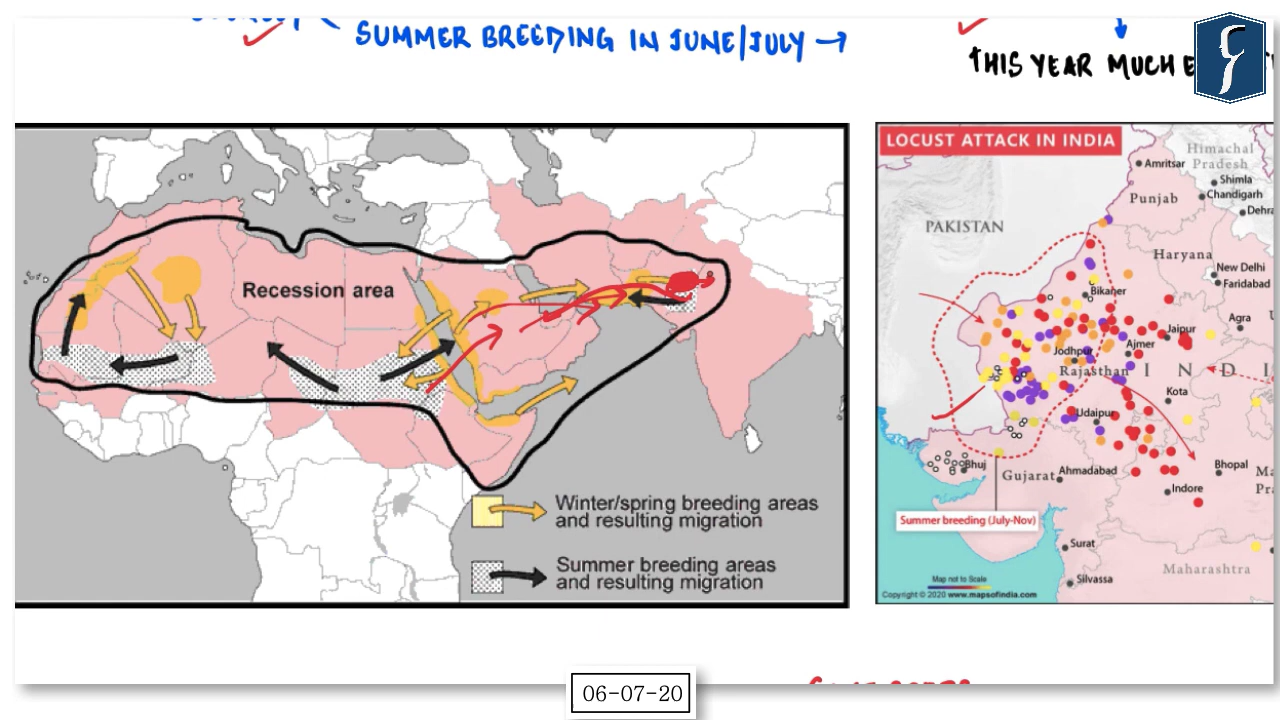 SUMMER BREEDING IN JUNE/JULY →
THIS YEAR MUCH
Recession area
Winter/spring breeding areas
and resulting migration
Summer breeding areas
and resulting migration
LOCUST ATTACK IN INDIA
Himachal
Pradesh
Amritsar
Shimla
Chandigarh
Punjab
Dehra
PAKISTAN
Haryana
New Delhi
Faridabad
Bikaner
Agra
Jaipur
Jodhpur
Ajmer
Rajasthan
I N D I
Kota
Udaipur
Bhuj
Gujarat
Ahmadabad
Bhopal
Indore
Summer breeding (July-Nov)
Surat
Maharashtra
Silvassa
Map not to Scale
Copyright © 2020 www.mapsofindia.com
06-07-20